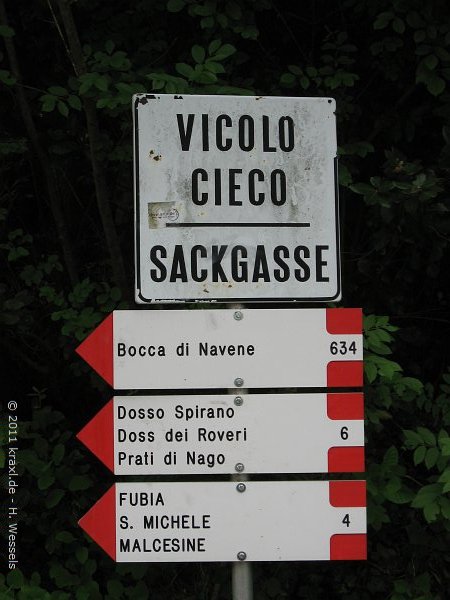 VICOLO
CIECO
SACKGASSE
Bocca di Navene 634
Dosso Spirano
Doss dei Roveri 6
Prati di Nago
FUBIA
S. MICHELE 4
MALCESINE
© 2011 kraxl.de - H. Wessels